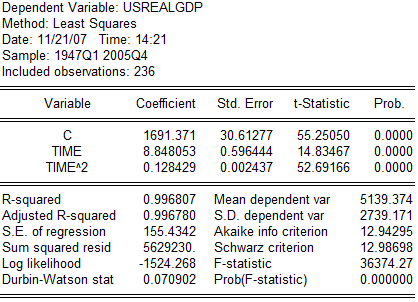 Dependent Variable: USREALGDP
Method: Least Squares
Date: 11/21/07 Time: 14:21
Sample: 1947Q1 2005Q4
Included observations: 236
Variable Coefficient Std. Error t-Statistic Prob.
C 1691.371 30.61277 55.25050 0.0000
TIME 8.848053 0.596444 14.83467 0.0000
TIME^2 0.128429 0.002437 52.69166 0.0000
R-squared 0.996807 Mean dependent var 5139.374
Adjusted R-squared 0.996780 S.D. dependent var 2739.171
S.E. of regression 155.4342 Akaike info criterion 12.94295
Sum squared resid 5629230. Schwarz criterion 12.98698
Log likelihood -1524.268 F-statistic 36374.27
Durbin-Watson stat 0.070902 Prob(F-statistic) 0.000000